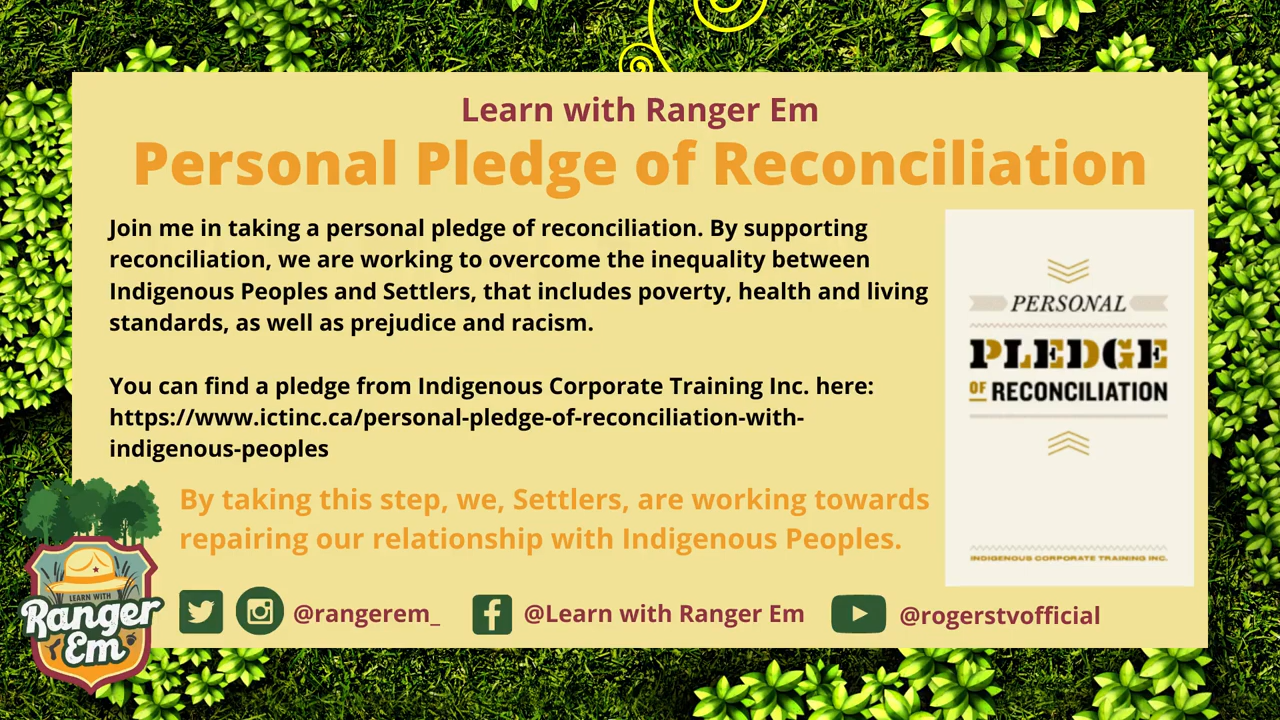 Learn with Ranger Em
Personal Pledge of Reconciliation
Join me in taking a personal pledge of reconciliation. By supporting
reconciliation, we are working to overcome the inequality between
Indigenous Peoples and Settlers, that includes poverty, health and living
standards, as well as prejudice and racism.
You can find a pledge from Indigenous Corporate Training Inc. here:
https://www.ictinc.ca/personal-pledge-of-reconciliation-with-
indigenous-peoples
By taking this step, we, Settlers, are working towards
repairing our relationship with Indigenous Peoples.
PERSONAL
PLEDGE
OF RECONCILIATION
INDIGENOUS CORPORATE TRAINING INC.
LEARN WITH
Ranger
Em
@rangerem_
@Learn with Ranger Em
@rogerstvofficial